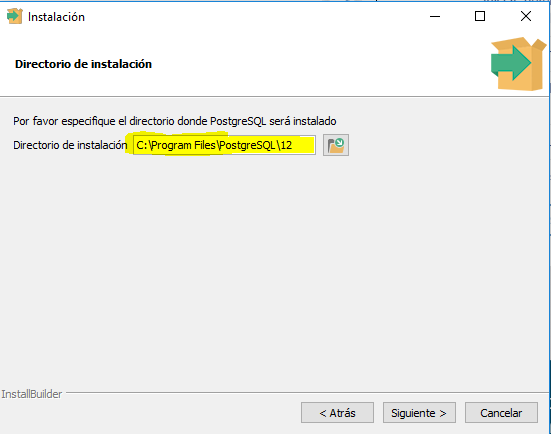 Instalación
Directorio de instalación
Por favor especifique el directorio donde PostgreSQL será instalado
Directorio de instalación C:\Program Files\PostgreSQL\12
InstallBuilder
< Atrás Siguiente > Cancelar